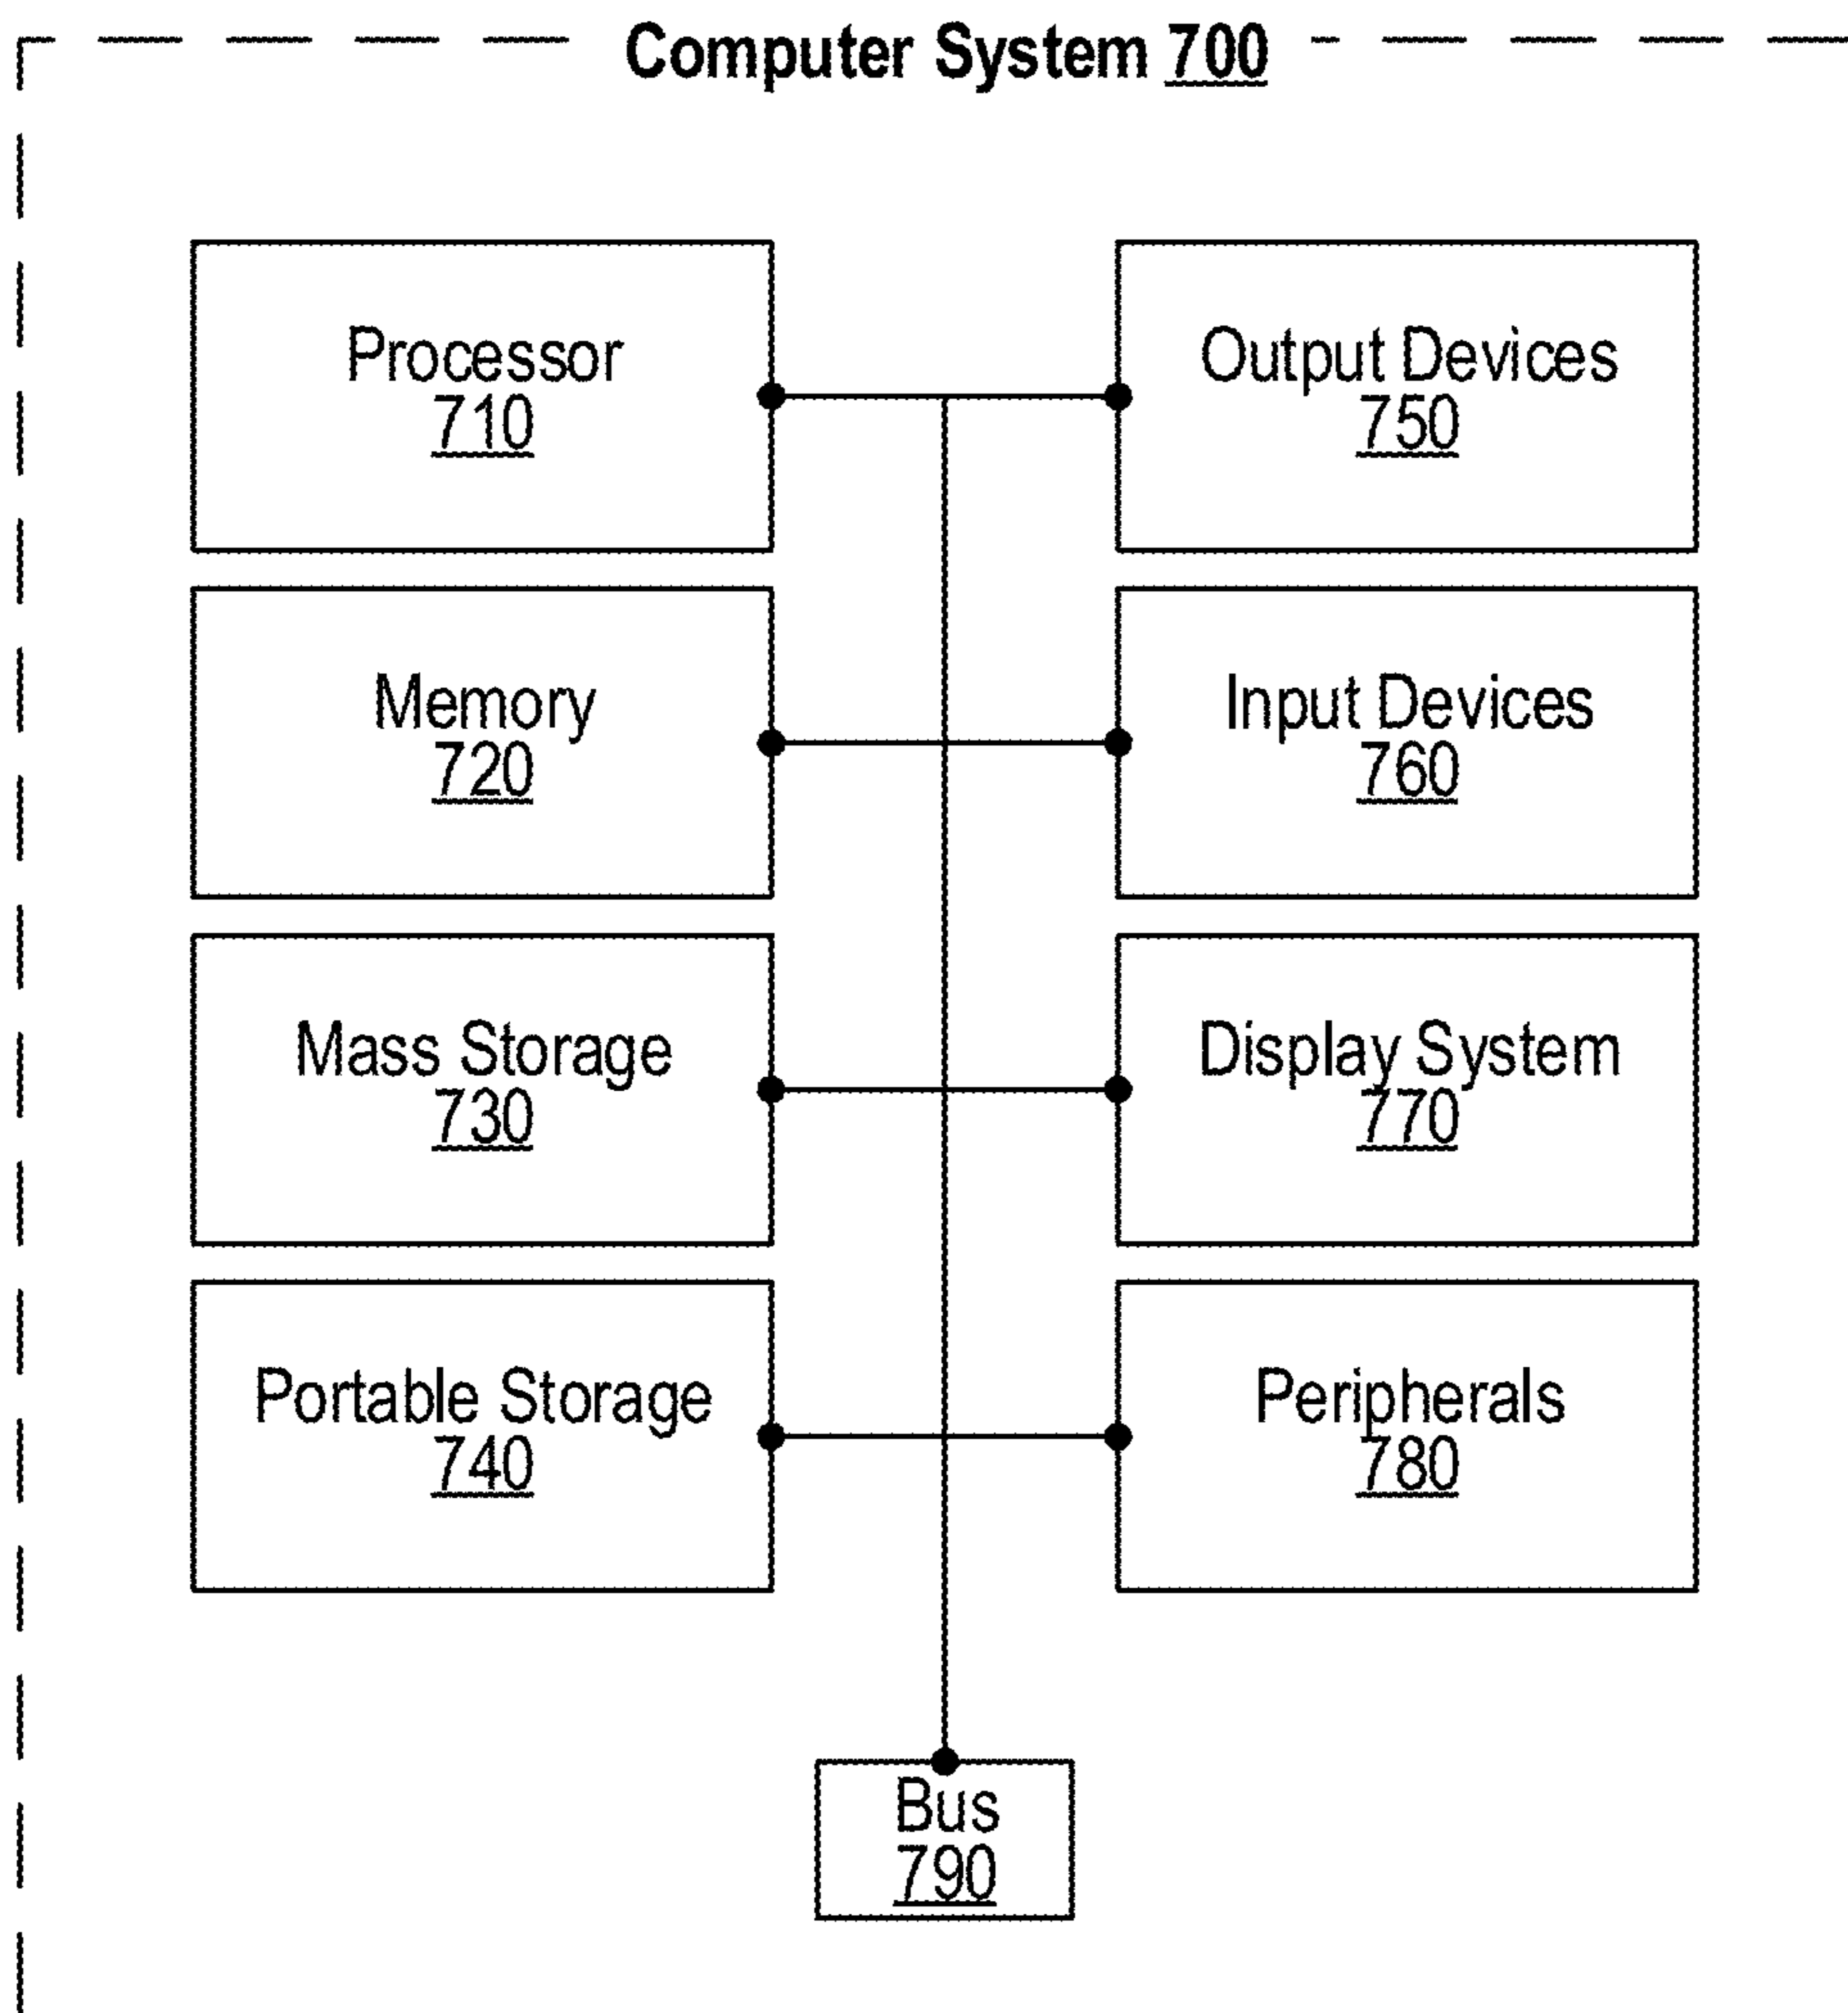 Computer System 700
Processor
710
Output Devices
750
Memory
720
Input Devices
760
Mass Storage
730
Display System
770
Portable Storage
740
Peripherals
780
Bus
790